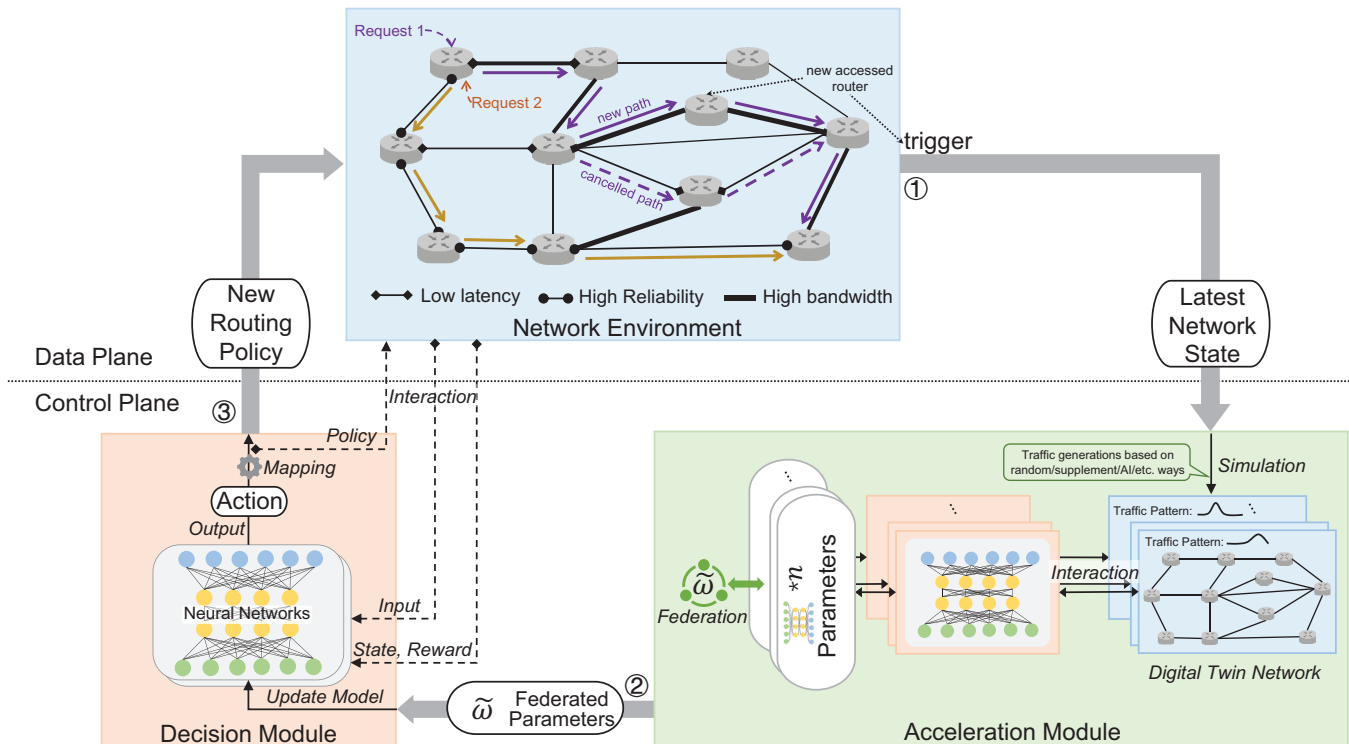 Request 1
Request 2
new accessed
router
new path
cancelled path
trigger
①
Low latency
High Reliability
High bandwidth
Network Environment
New
Routing
Policy
Latest
Network
State
Data Plane
Control Plane
③
Interaction
Policy
Mapping
Action
Output
Neural Networks
Input
State, Reward
Update Model
Decision Module
ω̃ Federated
Parameters
②
Traffic generations based on
random/supplement/AI/etc. ways
Simulation
Traffic Pattern:
Traffic Pattern:
ω̃
Federation
*n
Parameters
Interaction
Digital Twin Network
Acceleration Module